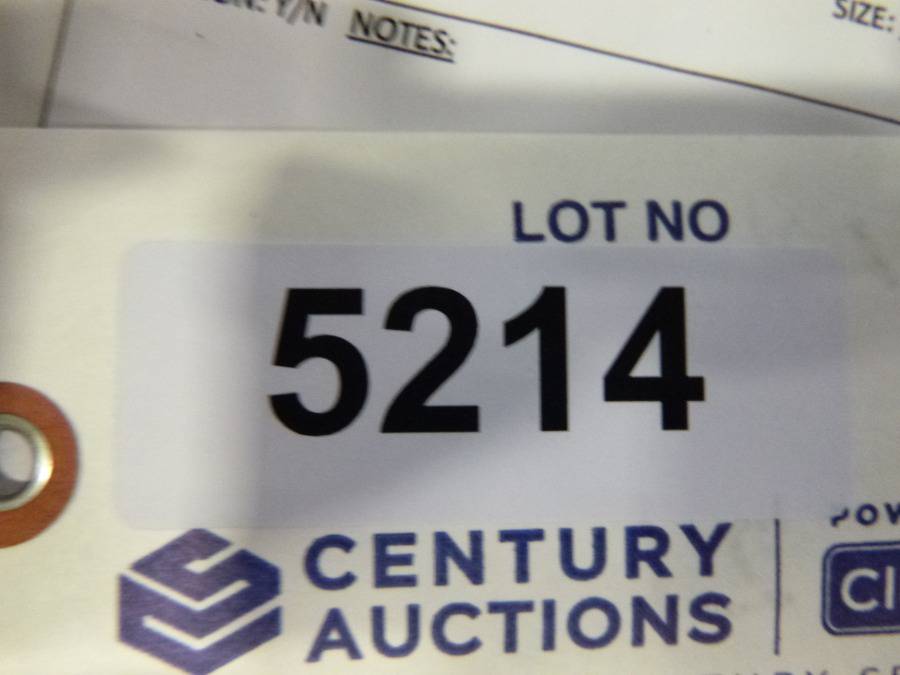 Y/N NOTES:
SIZE:
LOT NO
5214
CENTURY
AUCTIONS